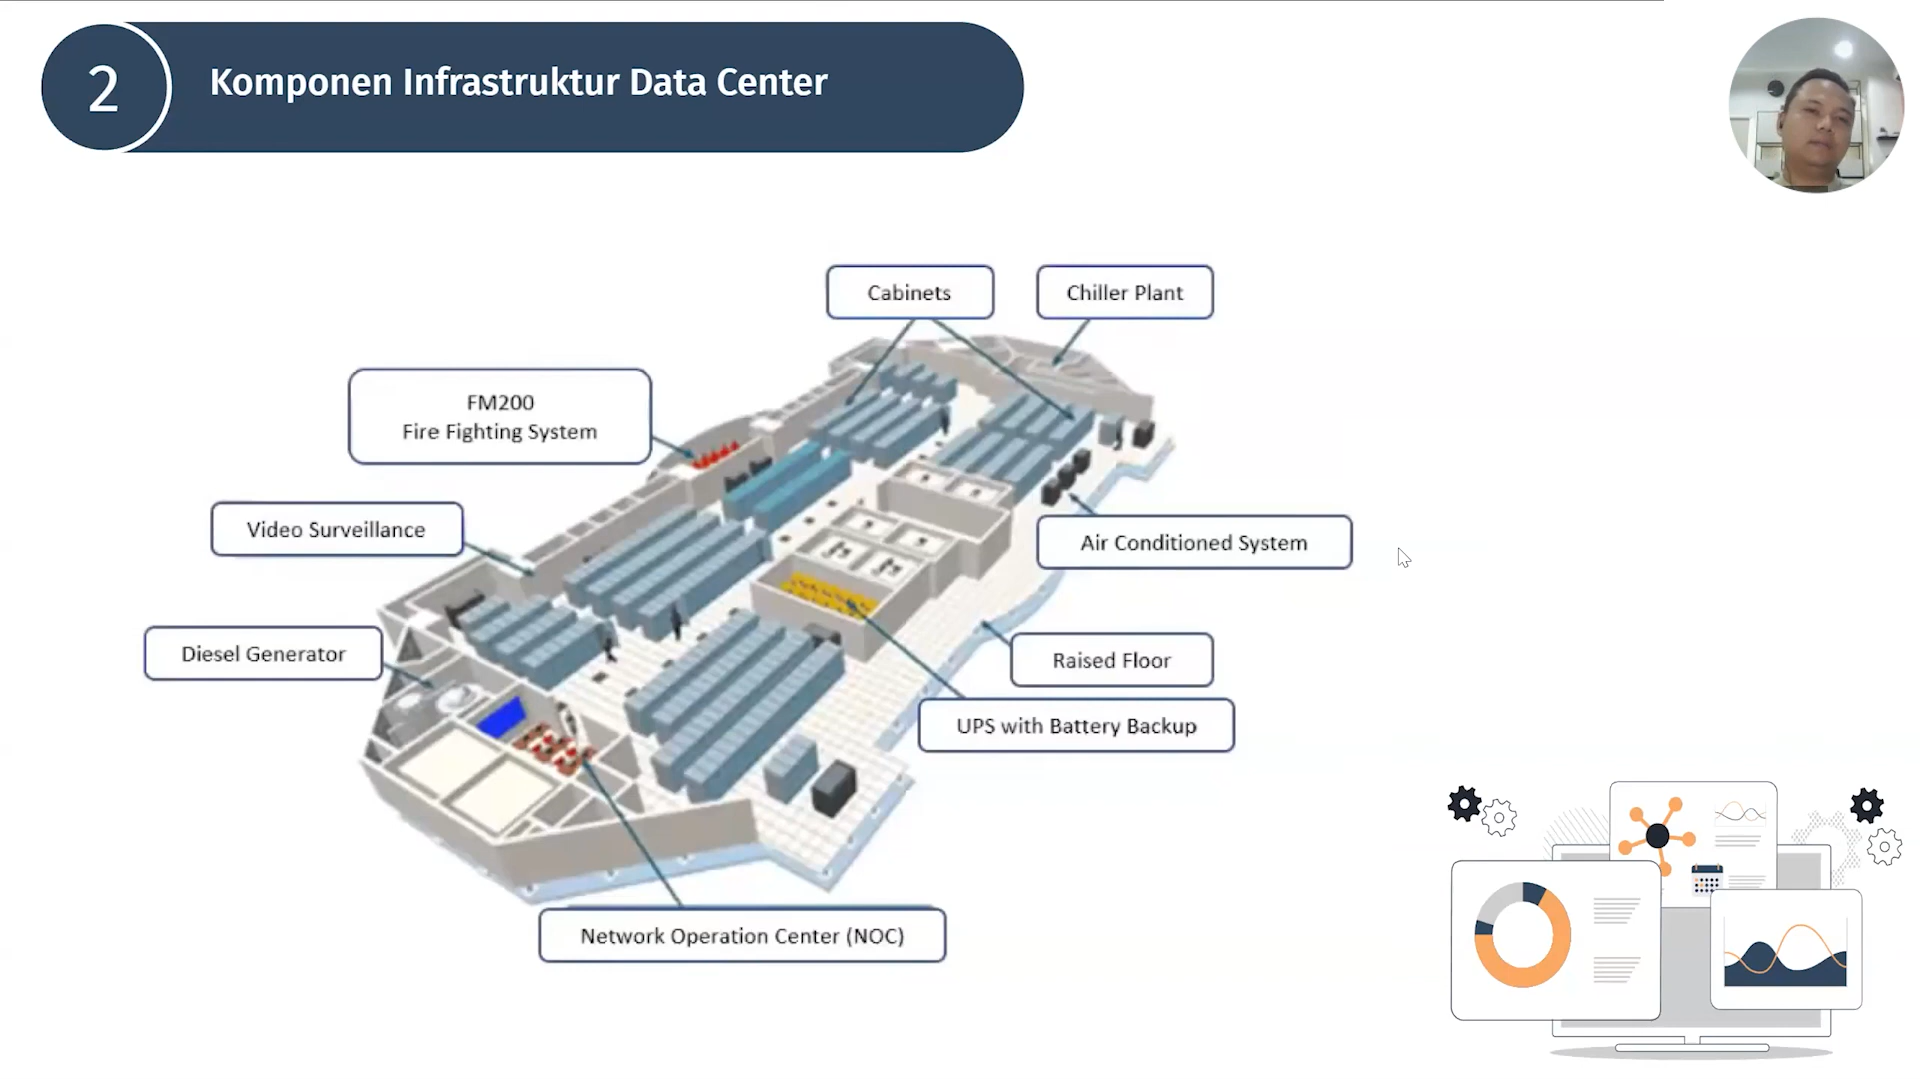 2
Komponen Infrastruktur Data Center
Cabinets
Chiller Plant
FM200
Fire Fighting System
Video Surveillance
Air Conditioned System
Diesel Generator
Raised Floor
UPS with Battery Backup
Network Operation Center (NOC)